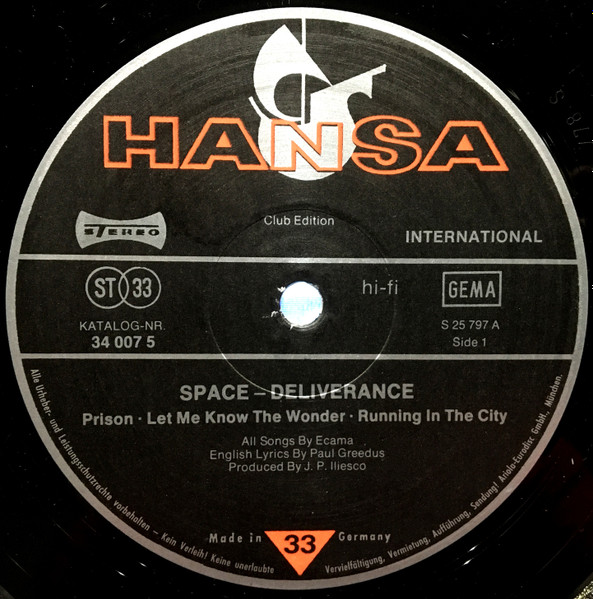 HANSA
Club Edition
STEREO
INTERNATIONAL
ST 33
hi-fi
GEMA
KATALOG-NR.
34 007 5
S 25 797 A
Side 1
SPACE – DELIVERANCE
Prison · Let Me Know The Wonder · Running In The City
All Songs By Ecama
English Lyrics By Paul Greedus
Produced By J. P. Iliesco
Made in Germany
33
Alle Urheber- und Leistungsschutzrechte vorbehalten – Kein Verleih! Keine unerlaubte Vervielfältigung, Vermietung, Aufführung, Sendung! Ariola-Eurodisc GmbH., München.